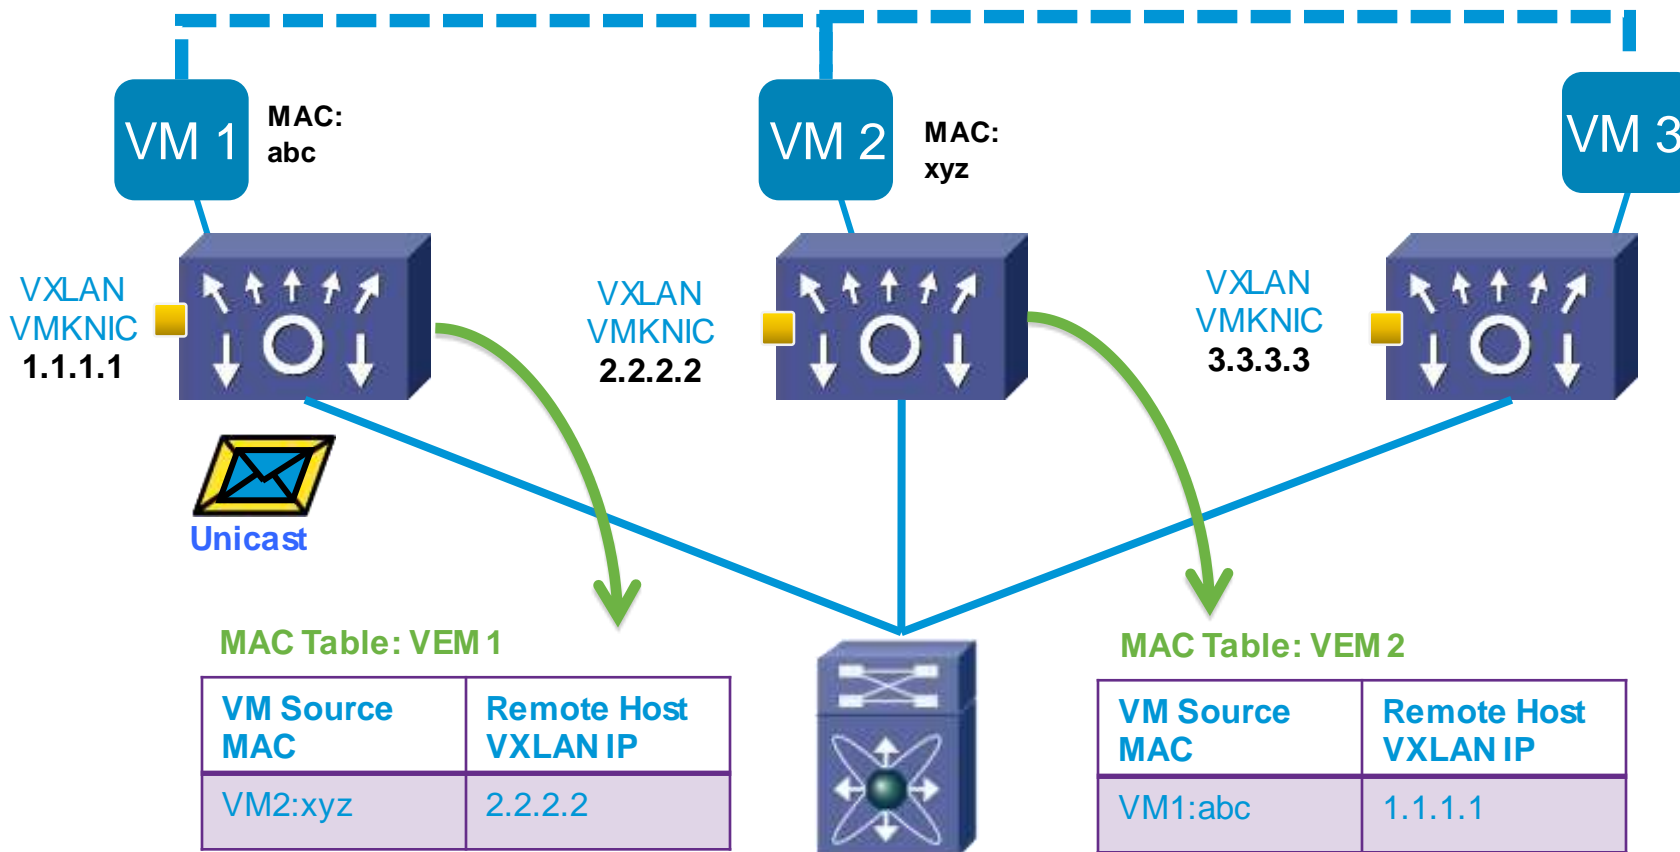 VM 1
MAC:
abc
VM 2
MAC:
xyz
VM 3
VXLAN
VMKNIC
1.1.1.1
VXLAN
VMKNIC
2.2.2.2
VXLAN
VMKNIC
3.3.3.3
Unicast
MAC Table: VEM 1
VM Source
MAC
Remote Host
VXLAN IP
VM2:xyz
2.2.2.2
MAC Table: VEM 2
VM Source
MAC
Remote Host
VXLAN IP
VM1:abc
1.1.1.1